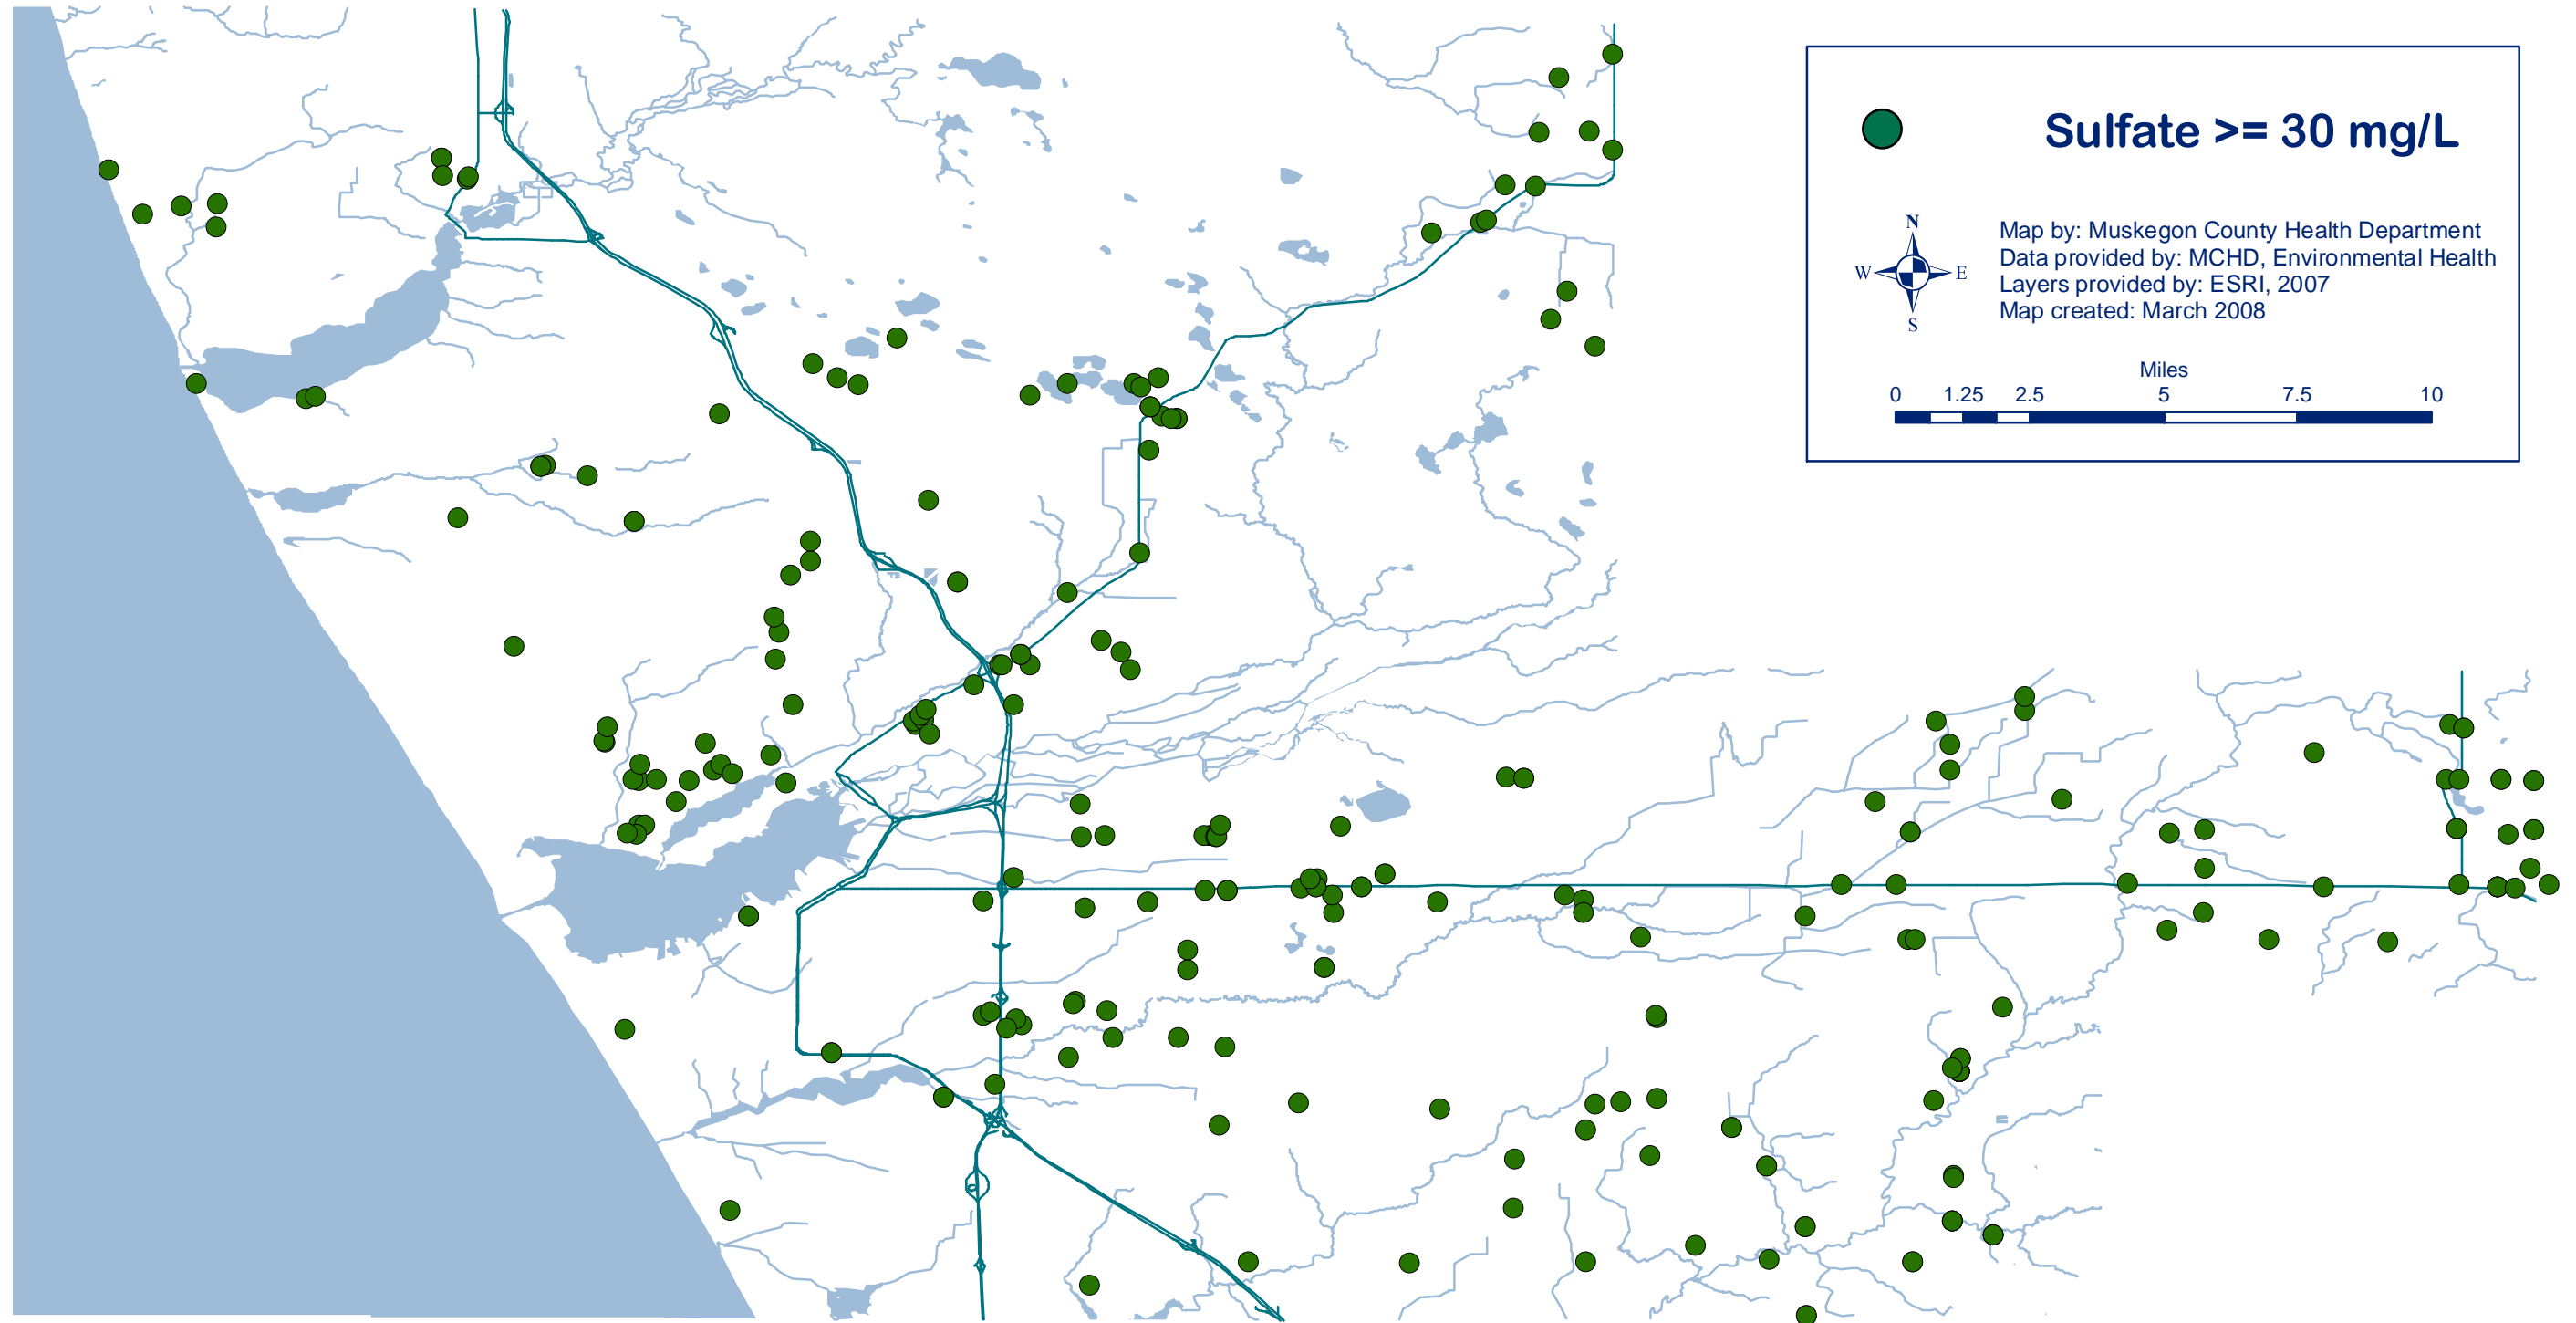 Sulfate >= 30 mg/L
N
W E
S
Map by: Muskegon County Health Department
Data provided by: MCHD, Environmental Health
Layers provided by: ESRI, 2007
Map created: March 2008
Miles
0 1.25 2.5 5 7.5 10